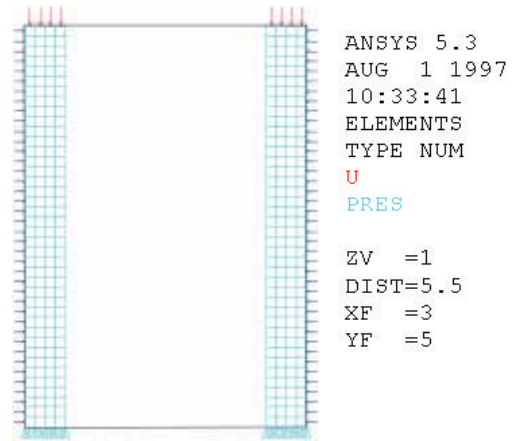 ANSYS 5.3
AUG  1 1997
10:33:41
ELEMENTS
TYPE NUM
U
PRES
ZV  =1
DIST=5.5
XF  =3
YF  =5